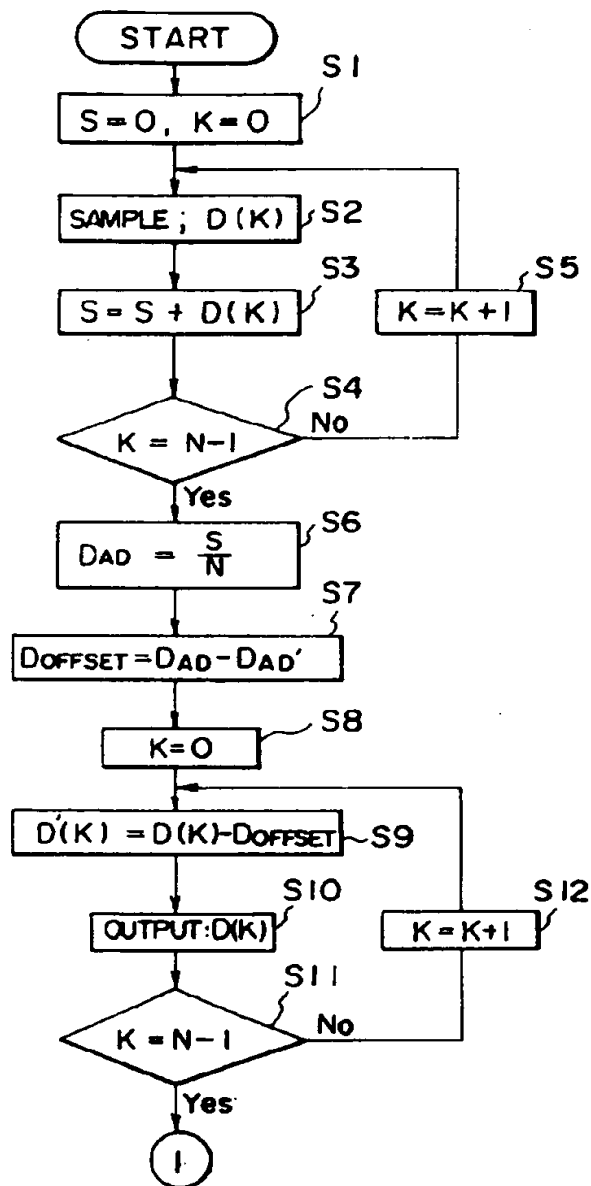 START
S1
S=0, K=0
SAMPLE; D(K)
S2
S3
S=S+D(K)
S5
K=K+1
S4
K = N-1
No
Yes
S6
DAD = S/N
S7
DOFFSET=DAD-DAD'
S8
K=0
D'(K) = D(K)-DOFFSET
S9
S10
OUTPUT:D(K)
S12
K=K+1
S11
K=N-1
No
Yes
1